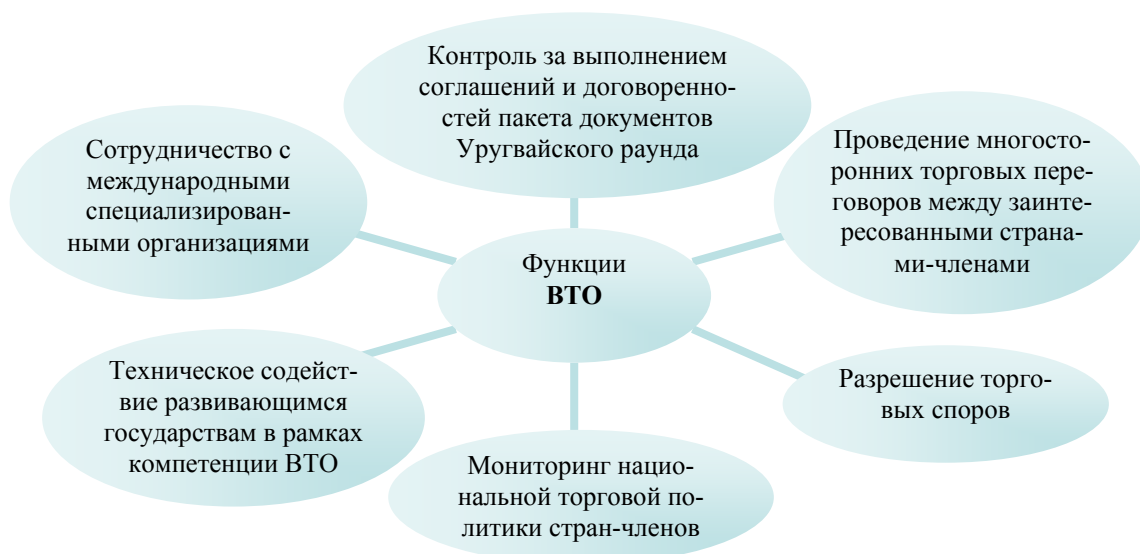 Контроль за выполнением
соглашений и договоренно-
стей пакета документов
Уругвайского раунда
Сотрудничество с
международными
специализирован-
ными организациями
Проведение многосто-
ронних торговых пере-
говоров между заинте-
ресованными страна-
ми-членами
Функции
ВТО
Техническое содейст-
вие развивающимся
государствам в рамках
компетенции ВТО
Разрешение торго-
вых споров
Мониторинг нацио-
нальной торговой по-
литики стран-членов